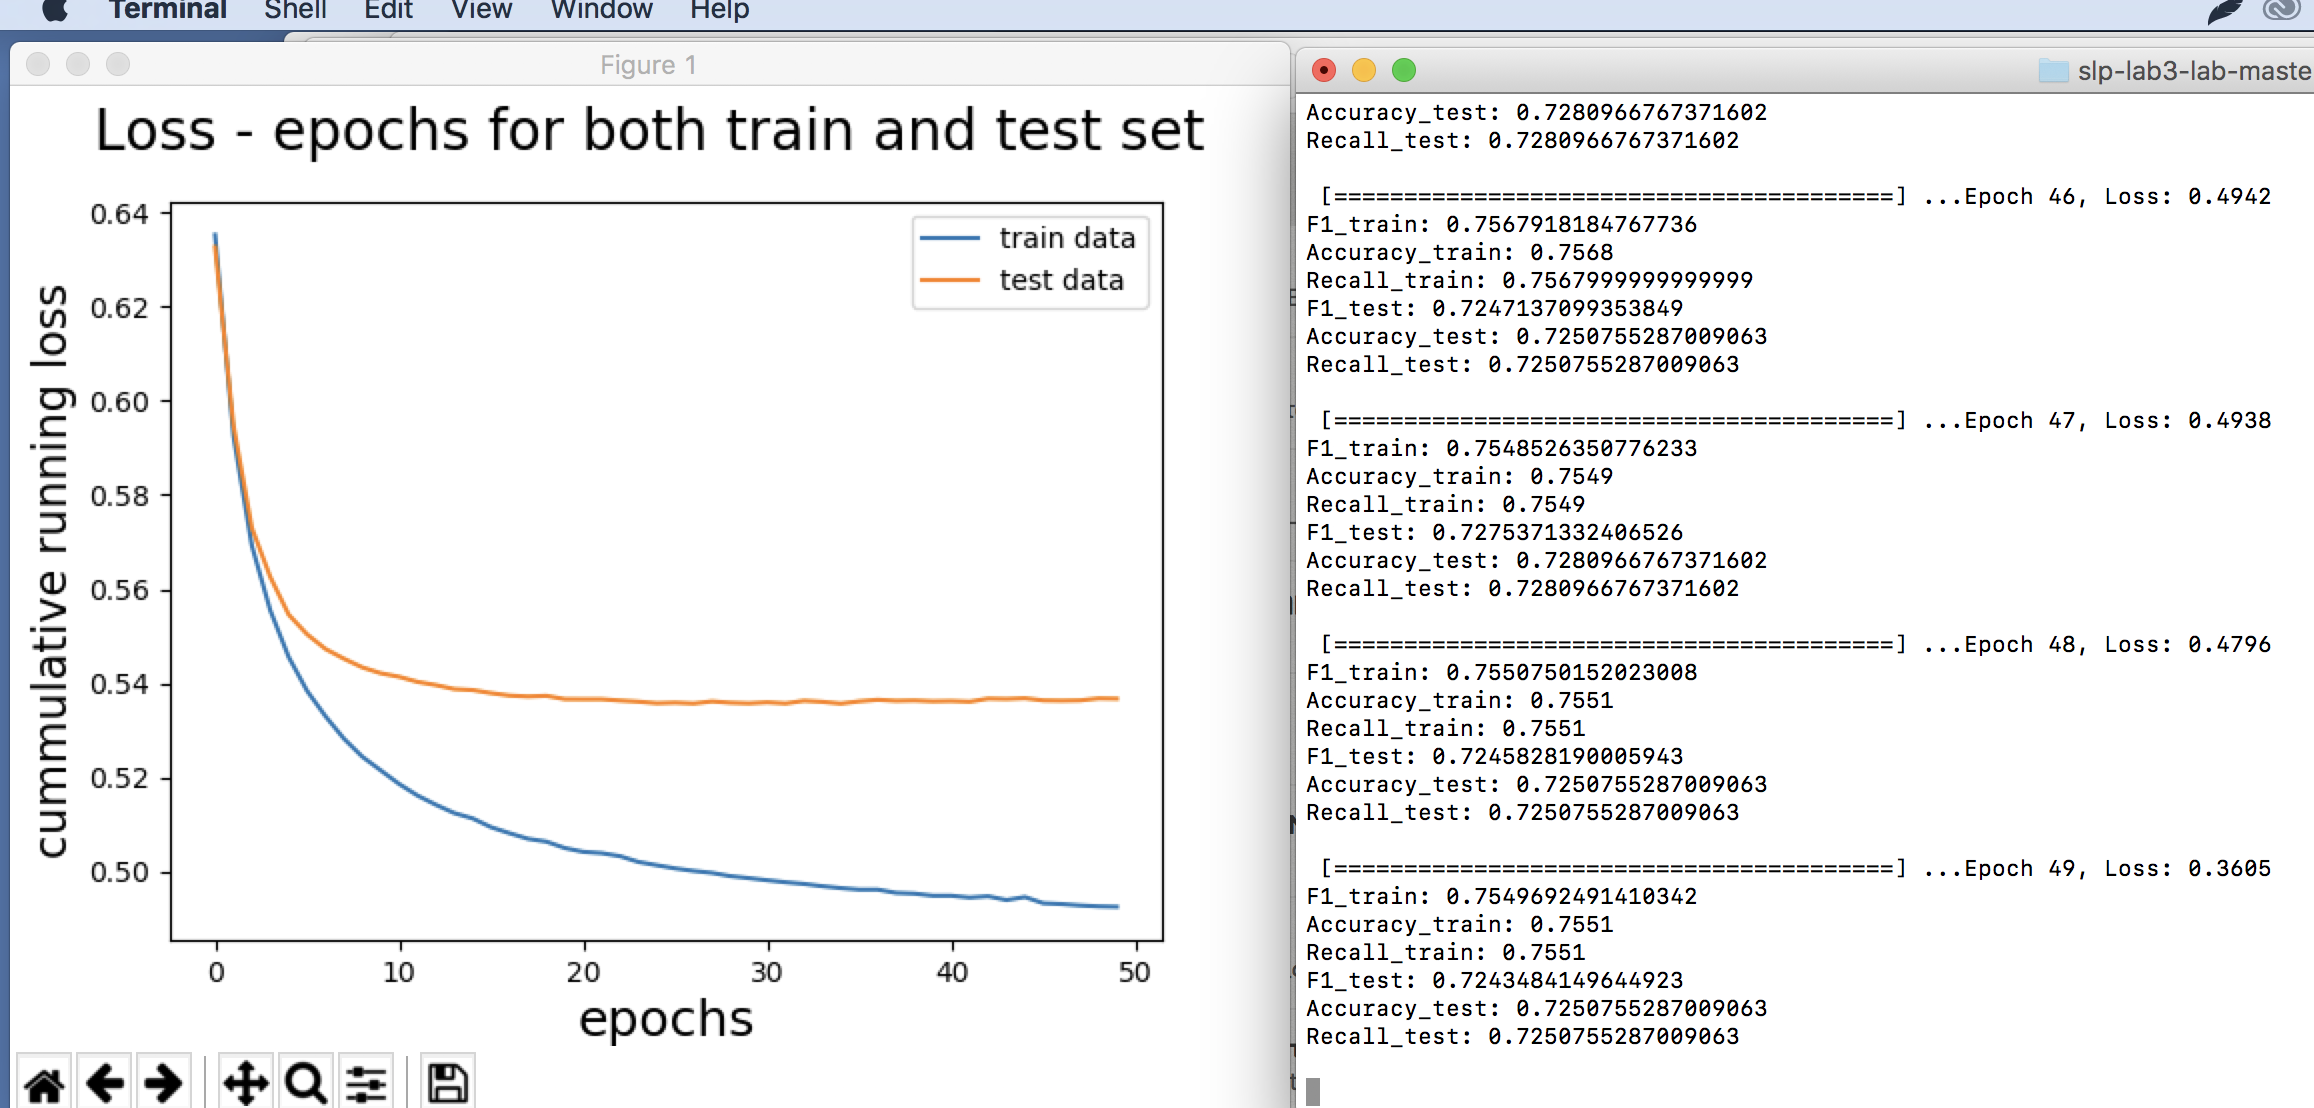 Terminal Shell Edit View Window Help
Figure 1
Loss - epochs for both train and test set
train data
test data
cummulative running loss
0.64
0.62
0.60
0.58
0.56
0.54
0.52
0.50
0 10 20 30 40 50
epochs
slp-lab3-lab-maste
Accuracy_test: 0.7280966767371602
Recall_test: 0.7280966767371602
[========================================] ...Epoch 46, Loss: 0.4942
F1_train: 0.7567918184767736
Accuracy_train: 0.7568
Recall_train: 0.7567999999999999
F1_test: 0.7247137099353849
Accuracy_test: 0.7250755287009063
Recall_test: 0.7250755287009063
[========================================] ...Epoch 47, Loss: 0.4938
F1_train: 0.7548526350776233
Accuracy_train: 0.7549
Recall_train: 0.7549
F1_test: 0.7275371332406526
Accuracy_test: 0.7280966767371602
Recall_test: 0.7280966767371602
[========================================] ...Epoch 48, Loss: 0.4796
F1_train: 0.7550750152023008
Accuracy_train: 0.7551
Recall_train: 0.7551
F1_test: 0.7245828190005943
Accuracy_test: 0.7250755287009063
Recall_test: 0.7250755287009063
[========================================] ...Epoch 49, Loss: 0.3605
F1_train: 0.7549692491410342
Accuracy_train: 0.7551
Recall_train: 0.7551
F1_test: 0.7243484149644923
Accuracy_test: 0.7250755287009063
Recall_test: 0.7250755287009063